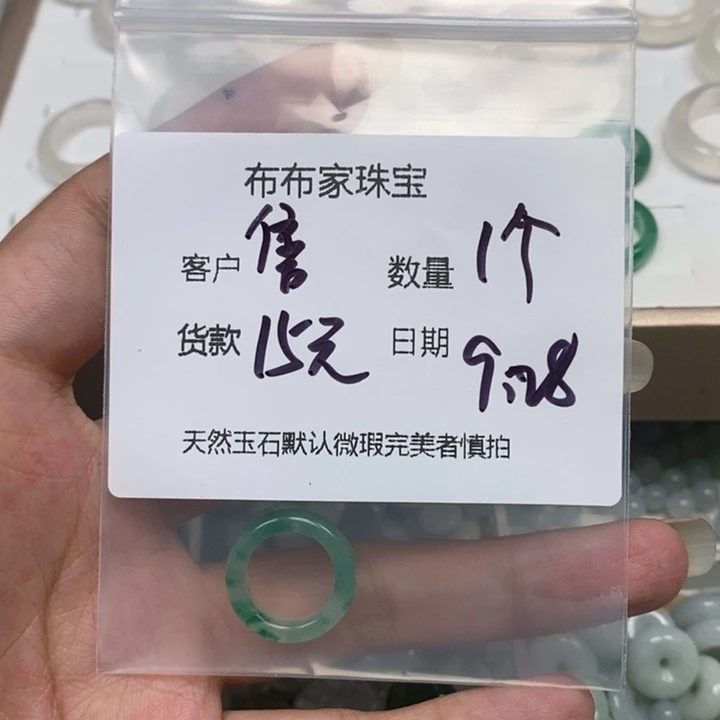 布布家珠宝
客户 售 数量 1个
货款 15元 日期 9.28
天然玉石默认微瑕完美者慎拍